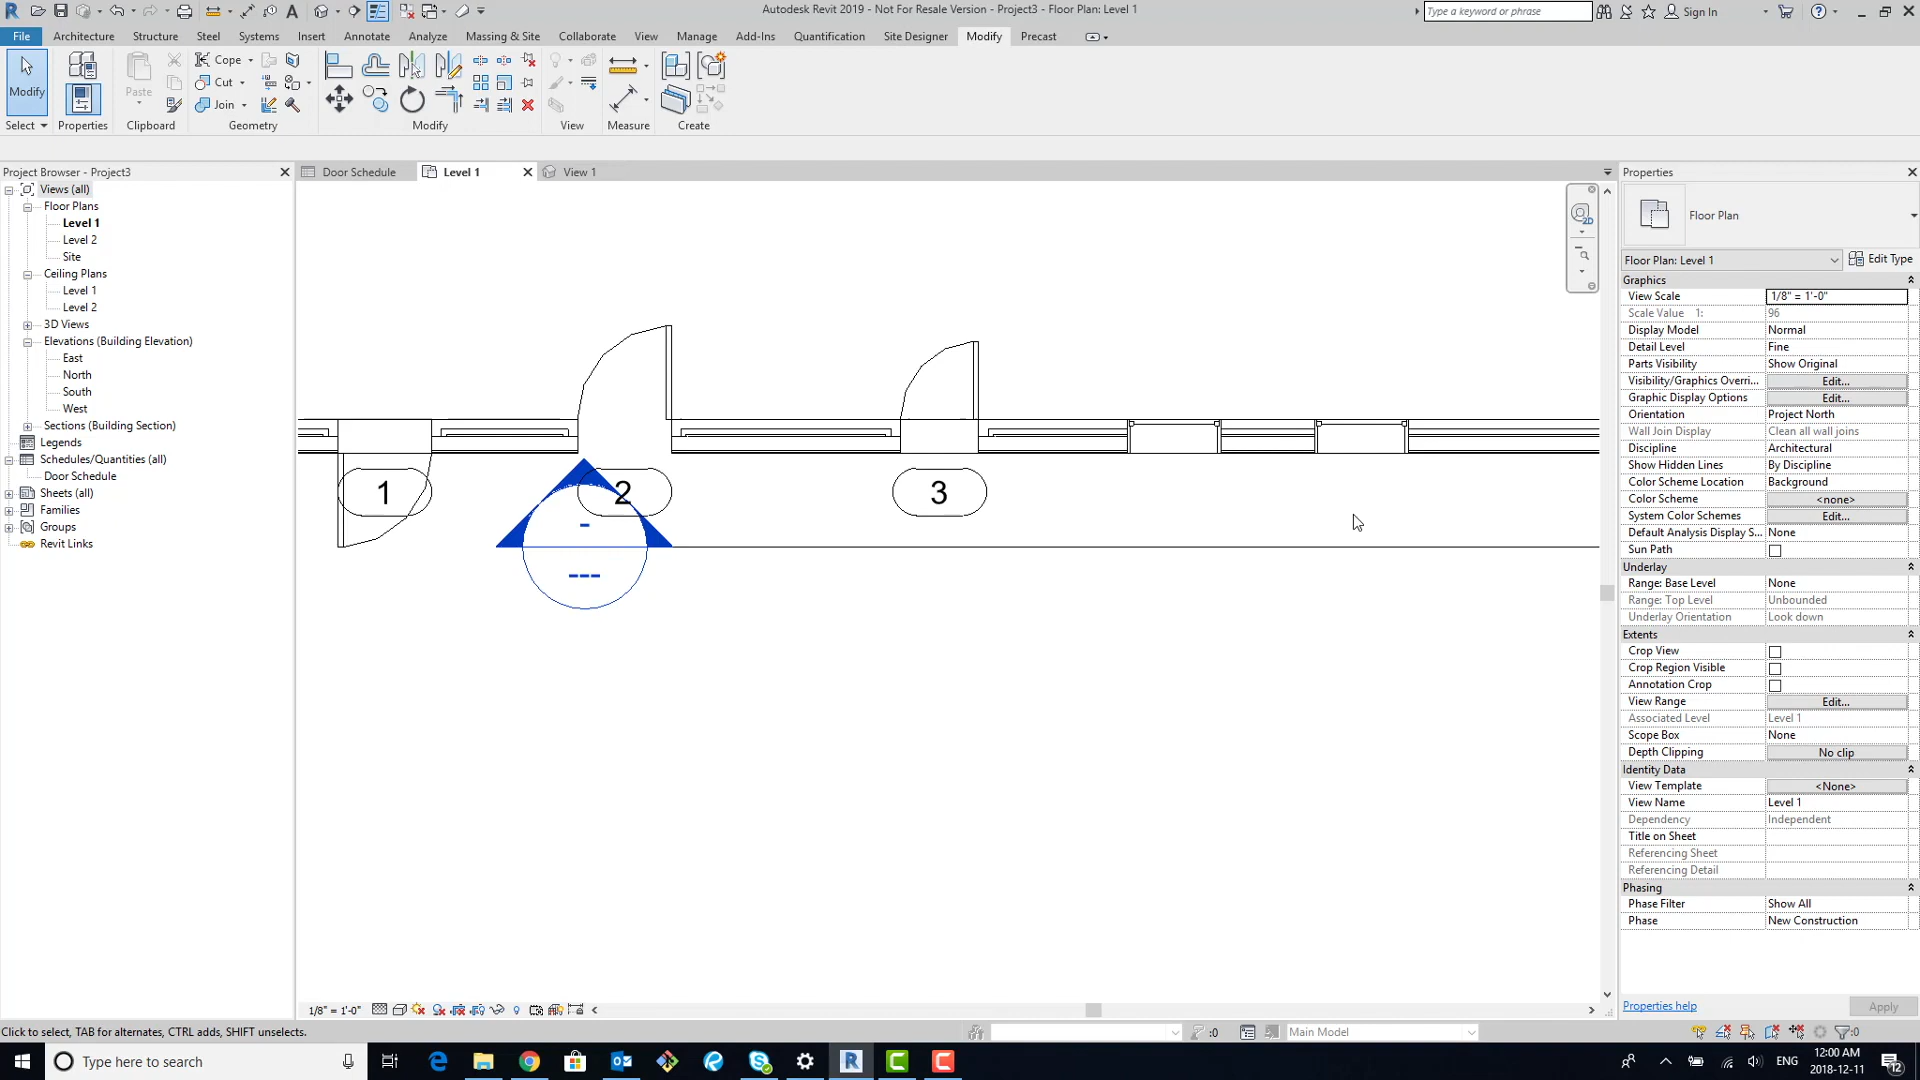 Autodesk Revit 2019 - Not For Resale Version - Project3 - Floor Plan: Level 1
Type a keyword or phrase
Sign In
File
Architecture
Structure
Steel
Systems
Insert
Annotate
Analyze
Massing & Site
Collaborate
View
Manage
Add-Ins
Quantification
Site Designer
Modify
Precast
Modify
Paste
Cope
Cut
Join
Select
Properties
Clipboard
Geometry
Modify
View
Measure
Create
Project Browser - Project3
Views (all)
Floor Plans
Level 1
Level 2
Site
Ceiling Plans
Level 1
Level 2
3D Views
Elevations (Building Elevation)
East
North
South
West
Sections (Building Section)
Legends
Schedules/Quantities (all)
Door Schedule
Sheets (all)
Families
Groups
Revit Links
Door Schedule
Level 1
View 1
2D
1
2
3
-
---
Properties
Floor Plan
Floor Plan: Level 1
Edit Type
Graphics
View Scale 1/8" = 1'-0"
Scale Value 1: 96
Display Model Normal
Detail Level Fine
Parts Visibility Show Original
Visibility/Graphics Overri... Edit...
Graphic Display Options Edit...
Orientation Project North
Wall Join Display Clean all wall joins
Discipline Architectural
Show Hidden Lines By Discipline
Color Scheme Location Background
Color Scheme <none>
System Color Schemes Edit...
Default Analysis Display S... None
Sun Path
Underlay
Range: Base Level None
Range: Top Level Unbounded
Underlay Orientation Look down
Extents
Crop View
Crop Region Visible
Annotation Crop
View Range Edit...
Associated Level Level 1
Scope Box None
Depth Clipping No clip
Identity Data
View Template <None>
View Name Level 1
Dependency Independent
Title on Sheet
Referencing Sheet
Referencing Detail
Phasing
Phase Filter Show All
Phase New Construction
Properties help
Apply
1/8" = 1'-0"
Click to select, TAB for alternates, CTRL adds, SHIFT unselects.
:0
Main Model
:0
Type here to search
ENG
12:00 AM
2018-12-11
12